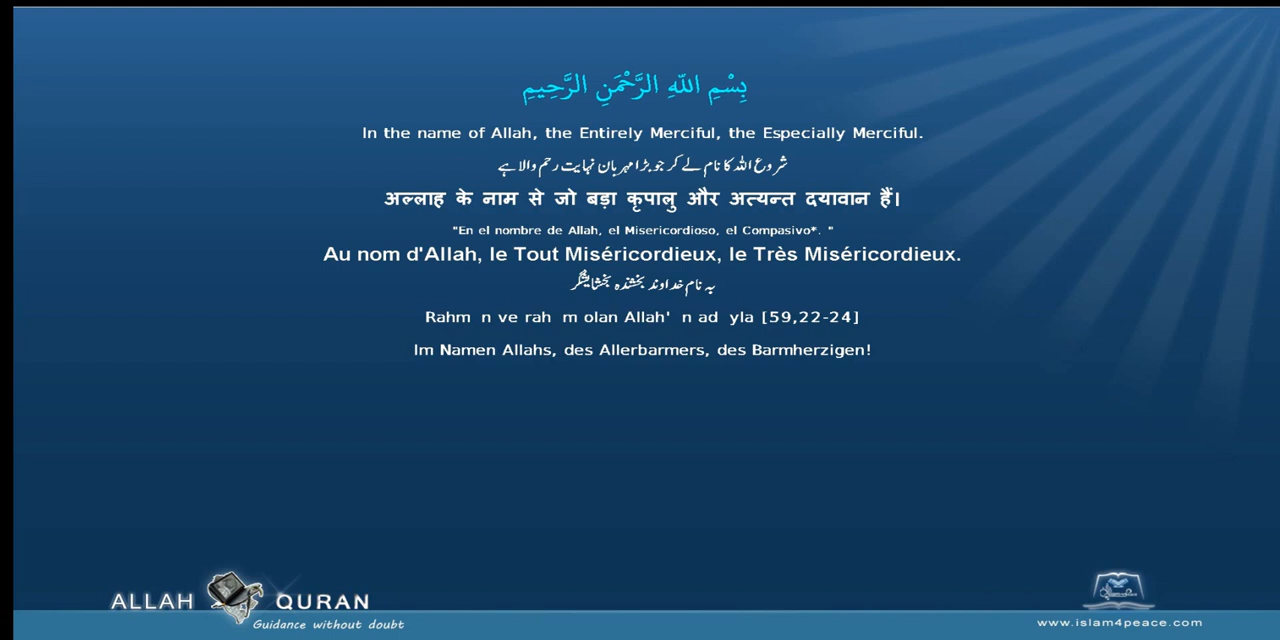 بِسْمِ اللَّهِ الرَّحْمَٰنِ الرَّحِيمِ
In the name of Allah, the Entirely Merciful, the Especially Merciful.
شروع اللہ کا نام لے کر جو بڑا مہربان نہایت رحم والا ہے
अल्लाह के नाम से जो बड़ा कृपालु और अत्यन्त दयावान हैं।
"En el nombre de Allah, el Misericordioso, el Compasivo*. "
Au nom d'Allah, le Tout Miséricordieux, le Très Miséricordieux.
به نام خداوند بخشنده بخشایشگر
Rahm n ve rah m olan Allah' n ad yla [59,22-24]
Im Namen Allahs, des Allerbarmers, des Barmherzigen!
ALLAH QURAN
Guidance without doubt
www.islam4peace.com